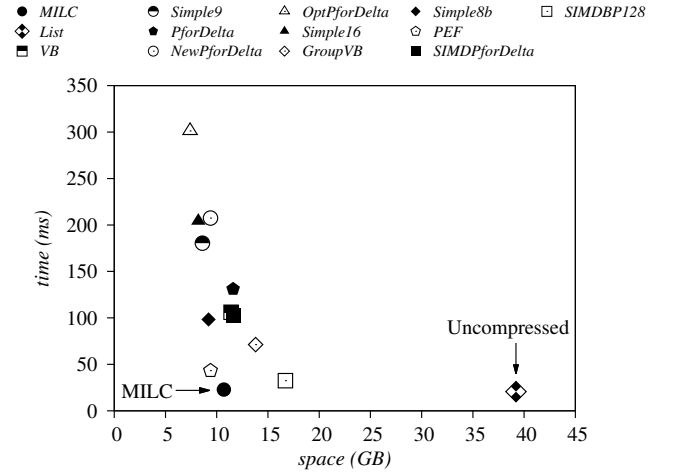 MILC Simple9 OptPforDelta Simple8b SIMDBP128
List PforDelta Simple16 PEF
VB NewPforDelta GroupVB SIMDPforDelta
350
300
250
200
150
100
50
0
time (ms)
Uncompressed
MILC
0 5 10 15 20 25 30 35 40 45
space (GB)